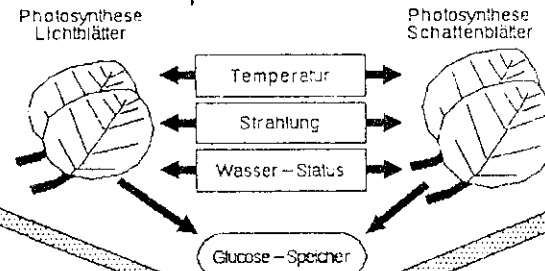 Photosynthese
Lichtblätter
Photosynthese
Schattenblätter
Temperatur
Strahlung
Wasser – Status
Glucose – Speicher